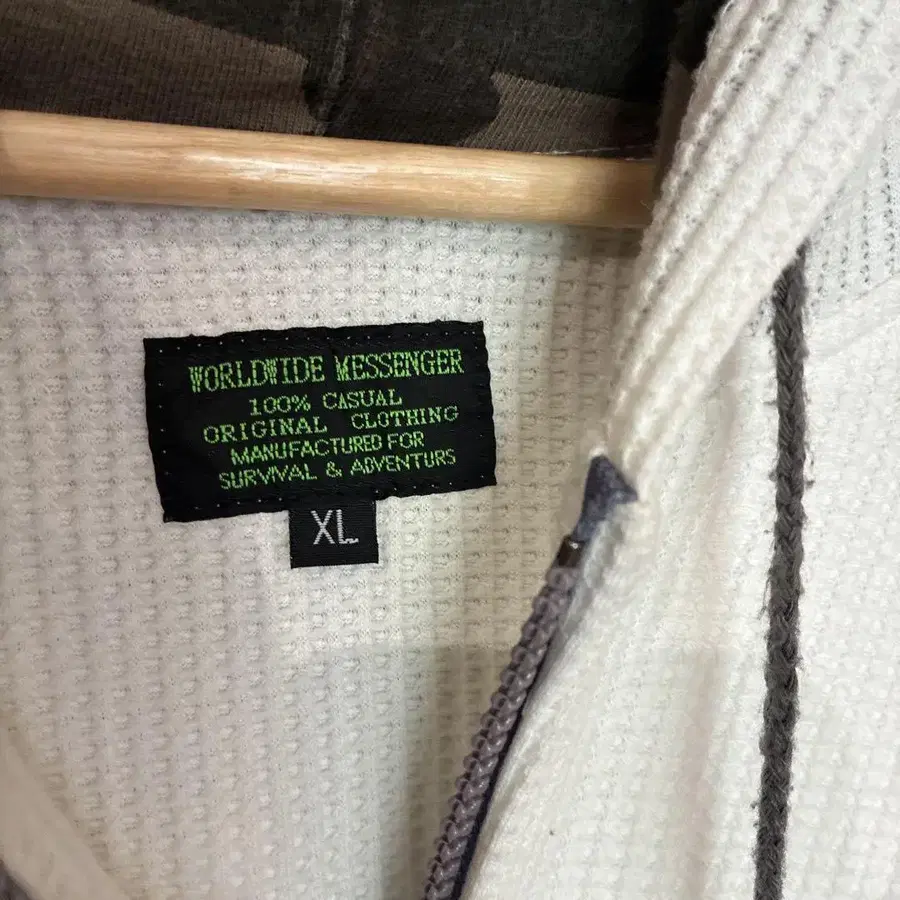 WORLDWIDE MESSENGER
100% CASUAL
ORIGINAL CLOTHING
MANUFACTURED FOR
SURVIVAL & ADVENTURS
XL